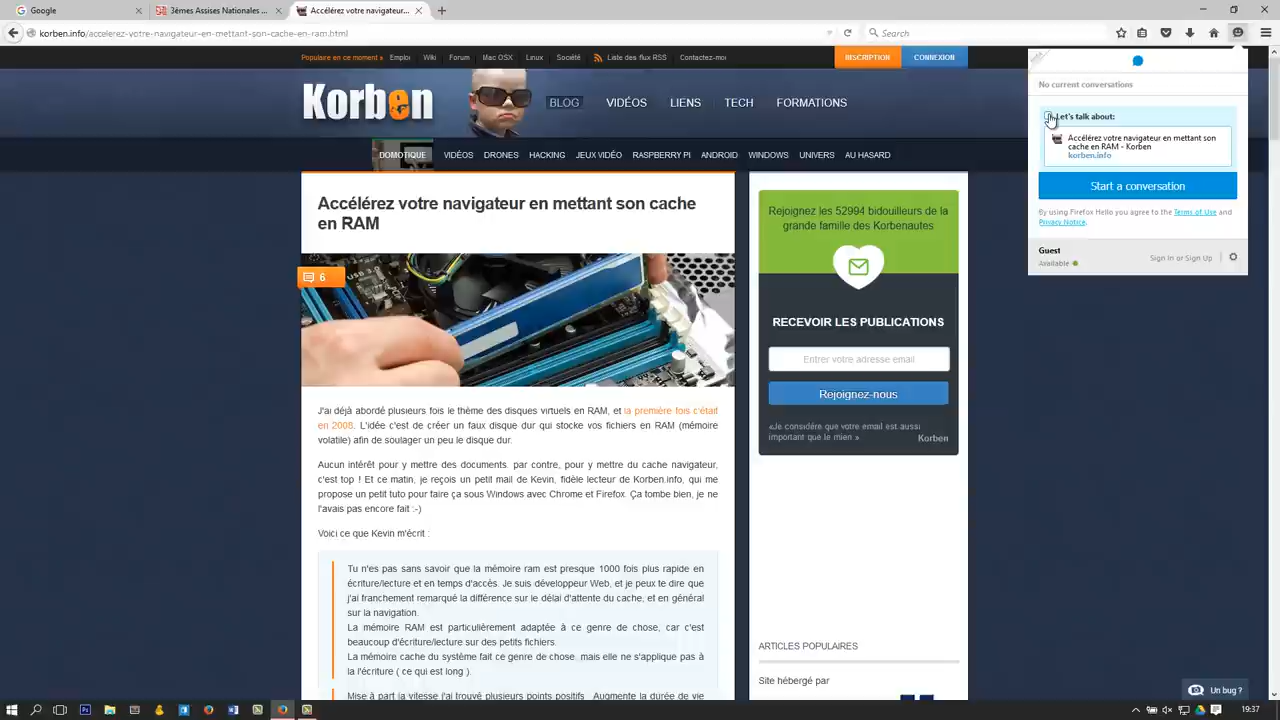 Google
3èmes Assises Nationales ...
Accélérez votre navigateur...
korben.info/accelerez-votre-navigateur-en-mettant-son-cache-en-ram.html
Search
Populaire en ce moment »
Emploi
Wiki
Forum
Mac OSX
Linux
Société
Liste des flux RSS
Contactez-moi
INSCRIPTION
CONNEXION
Korben
BLOG
VIDÉOS
LIENS
TECH
FORMATIONS
DOMOTIQUE
VIDÉOS
DRONES
HACKING
JEUX VIDÉO
RASPBERRY PI
ANDROID
WINDOWS
UNIVERS
AU HASARD
Accélérez votre navigateur en mettant son cache
en RAM
6
J'ai déjà abordé plusieurs fois le thème des disques virtuels en RAM, et la première fois c'était
en 2008. L'idée c'est de créer un faux disque dur qui stocke vos fichiers en RAM (mémoire
volatile) afin de soulager un peu le disque dur.
Aucun intérêt pour y mettre des documents. par contre, pour y mettre du cache navigateur,
c'est top ! Et ce matin, je reçois un petit mail de Kevin, fidèle lecteur de Korben.info, qui me
propose un petit tuto pour faire ça sous Windows avec Chrome et Firefox. Ça tombe bien, je ne
l'avais pas encore fait :-)
Voici ce que Kevin m'écrit :
Tu n'es pas sans savoir que la mémoire ram est presque 1000 fois plus rapide en
écriture/lecture et en temps d'accès. Je suis développeur Web, et je peux te dire que
j'ai franchement remarqué la différence sur le délai d'attente du cache, et en général
sur la navigation.
La mémoire RAM est particulièrement adaptée à ce genre de chose, car c'est
beaucoup d'écriture/lecture sur des petits fichiers.
La mémoire cache du système fait ce genre de chose mais elle ne s'applique pas à
la l'écriture ( ce qui est long ).
Mise à part la vitesse j'ai trouvé plusieurs points positifs Augmente la durée de vie
Rejoignez les 52994 bidouilleurs de la
grande famille des Korbenautes
RECEVOIR LES PUBLICATIONS
Entrer votre adresse email
Rejoignez-nous
«Je considère que votre email est aussi
important que le mien »
Korben
ARTICLES POPULAIRES
Site hébergé par
No current conversations
Let's talk about:
Accélérez votre navigateur en mettant son
cache en RAM - Korben
korben.info
Start a conversation
By using Firefox Hello you agree to the Terms of Use and
Privacy Notice.
Guest
Available
Sign In or Sign Up
Un bug ?
19:37